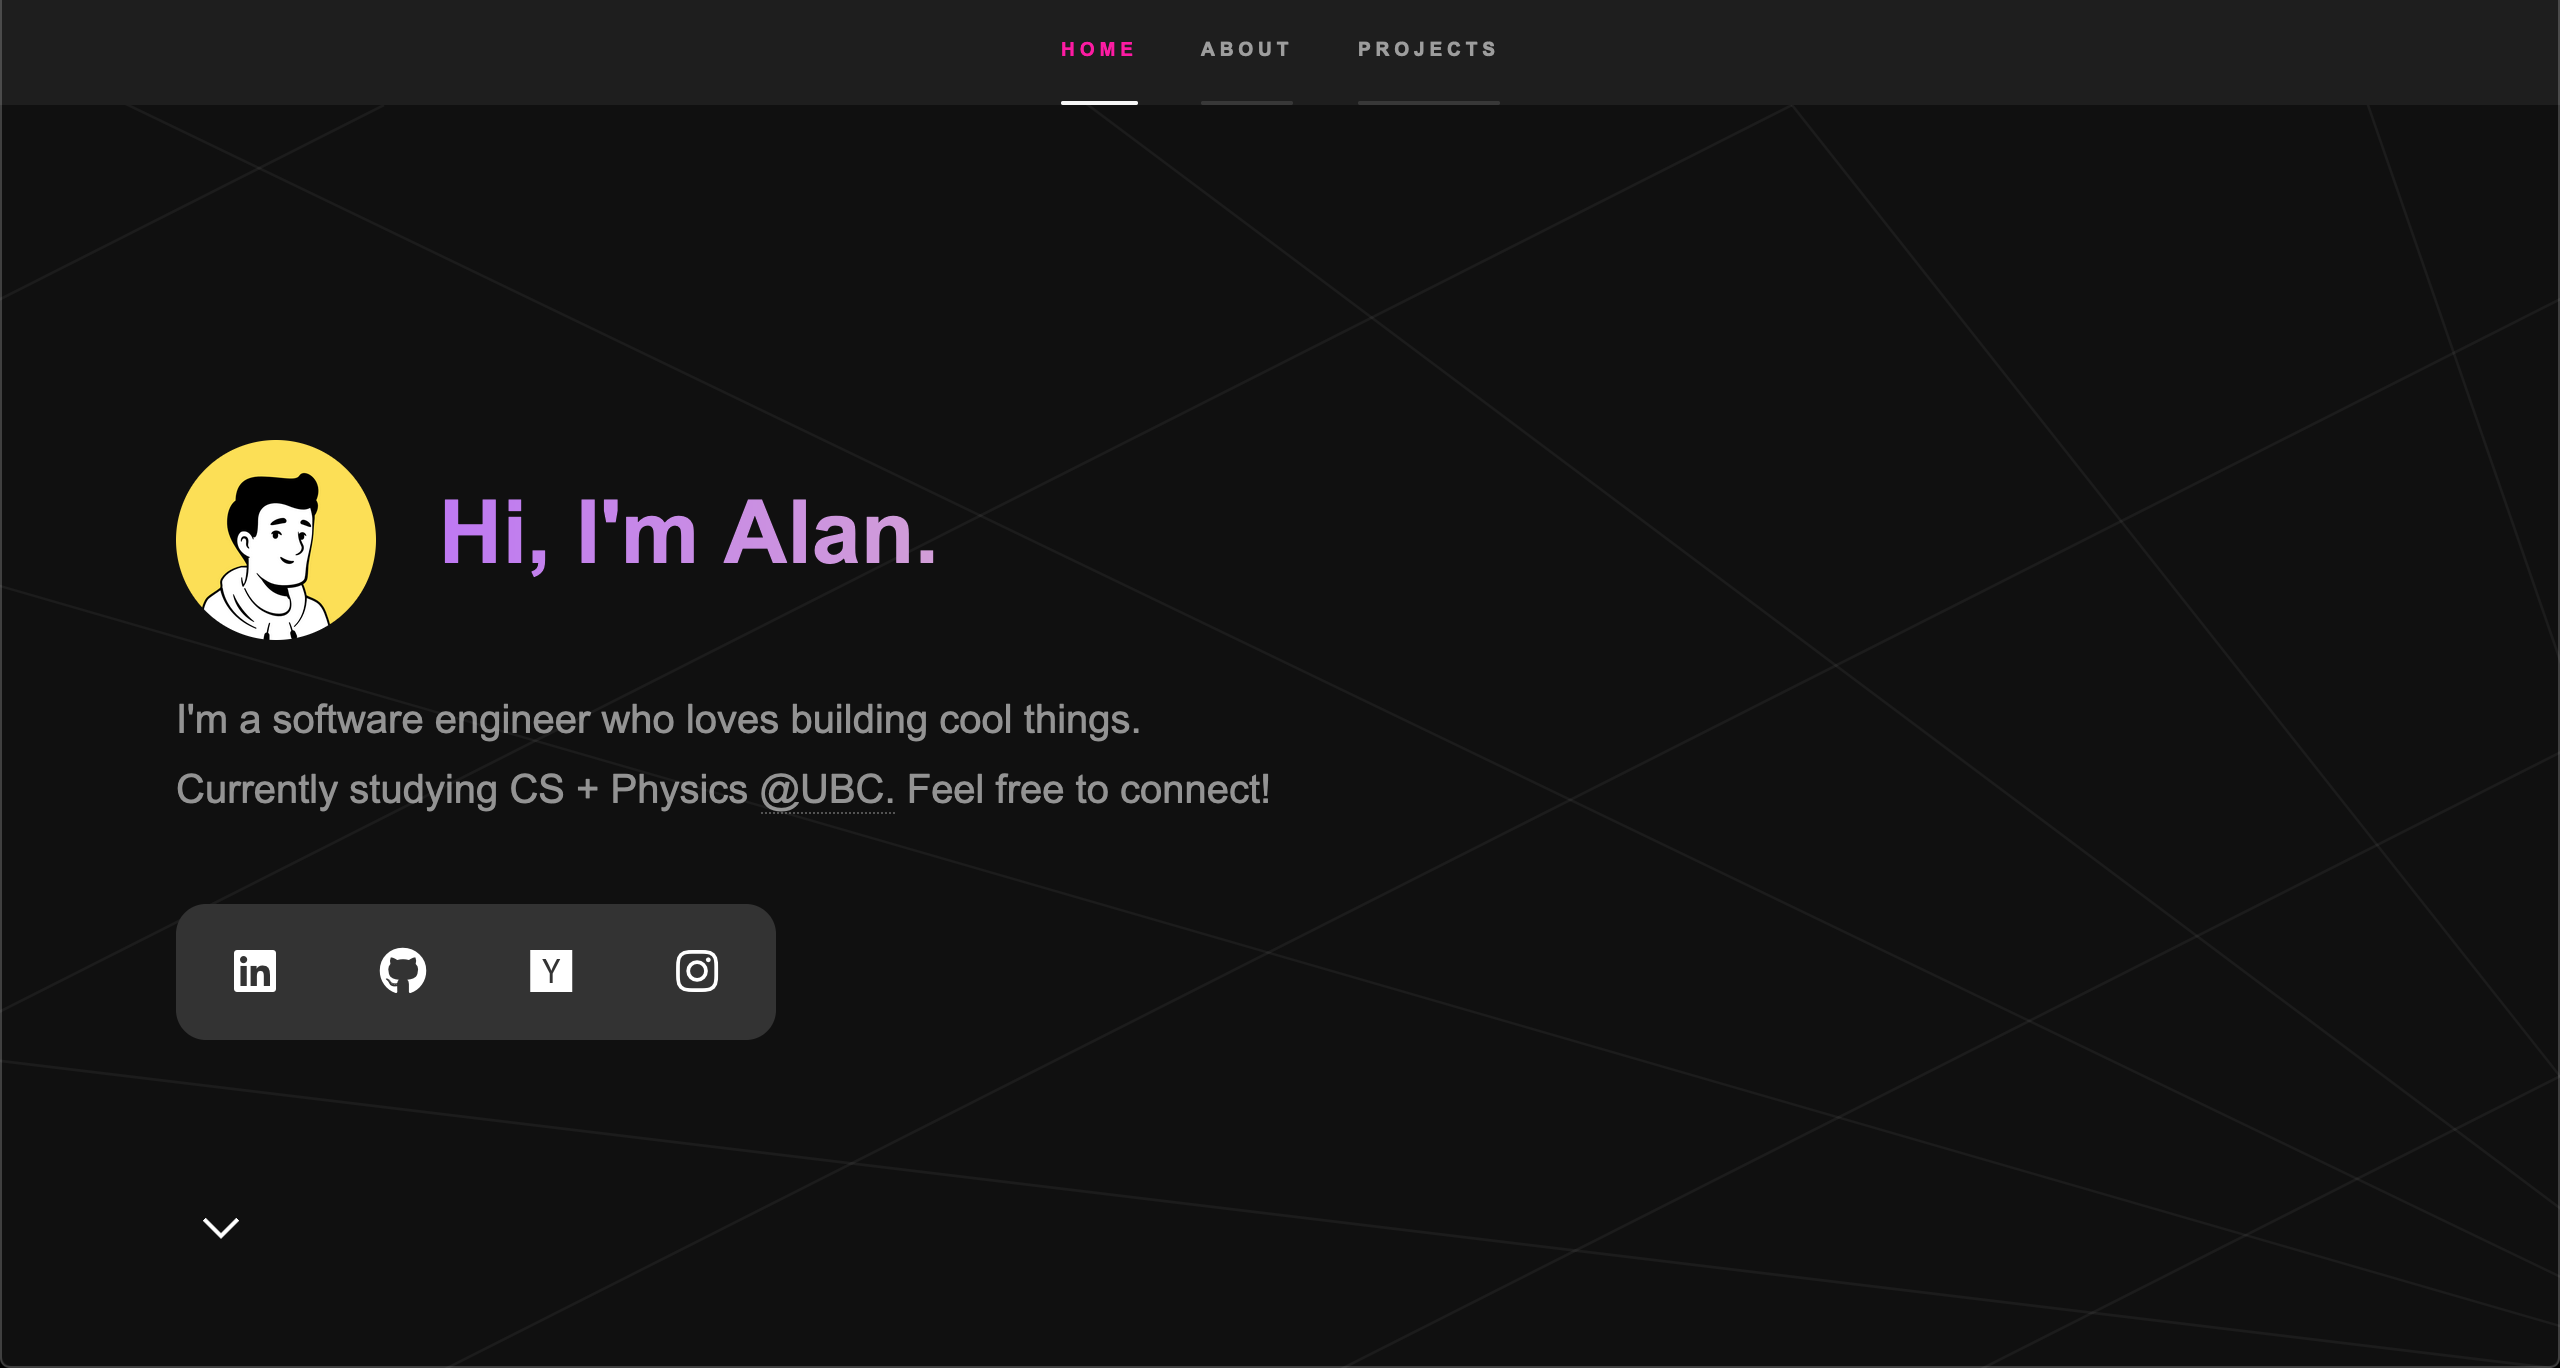 HOME ABOUT PROJECTS
Hi, I'm Alan.
I'm a software engineer who loves building cool things.
Currently studying CS + Physics @UBC. Feel free to connect!
in Y